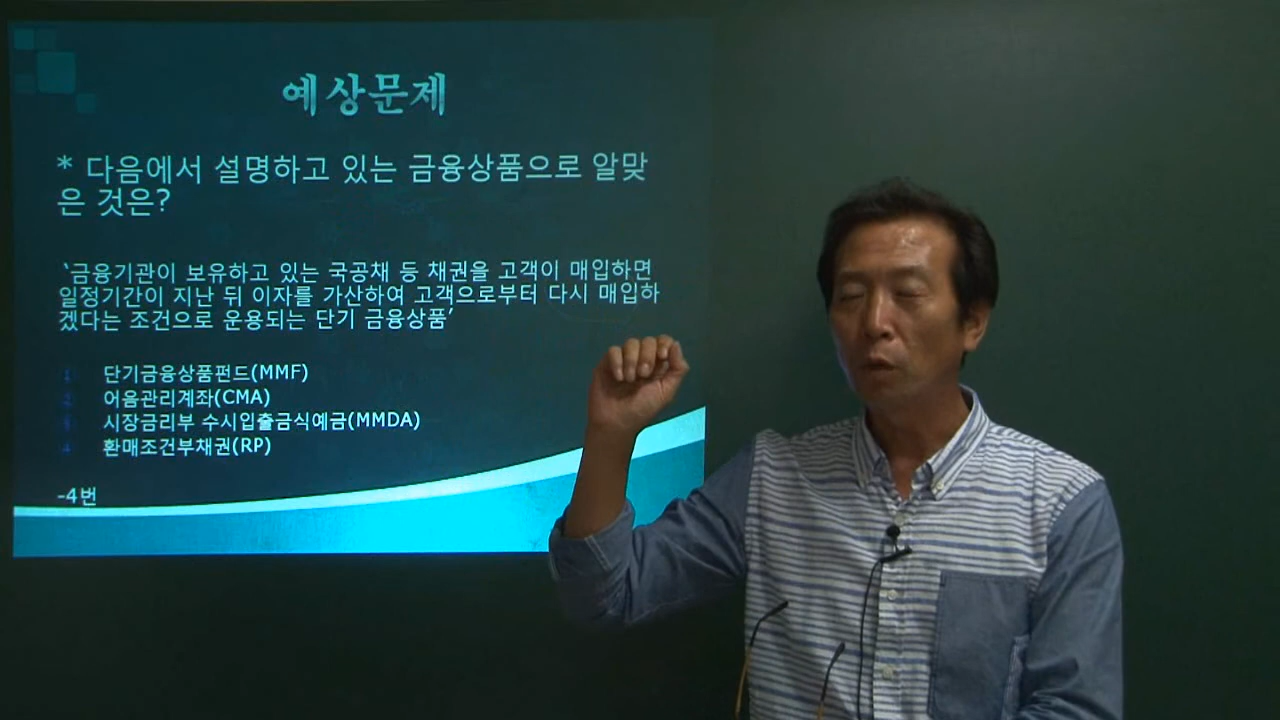 예상문제
* 다음에서 설명하고 있는 금융상품으로 알맞
은 것은?
‘금융기관이 보유하고 있는 국공채 등 채권을 고객이 매입하면
일정기간이 지난 뒤 이자를 가산하여 고객으로부터 다시 매입하
겠다는 조건으로 운용되는 단기 금융상품’
1 단기금융상품펀드(MMF)
2 어음관리계좌(CMA)
3 시장금리부 수시입출금식예금(MMDA)
4 환매조건부채권(RP)
-4번